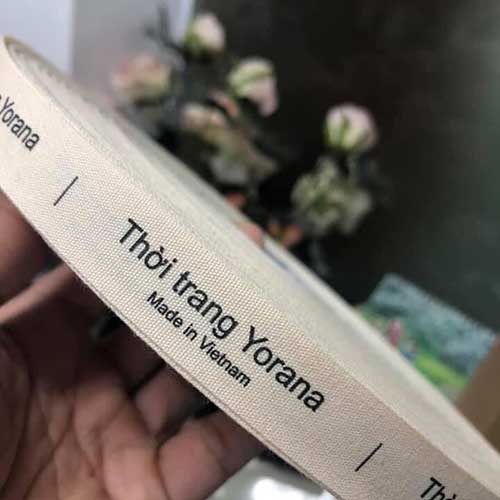 Yorana
|
Thời trang Yorana
Made in Vietnam
|